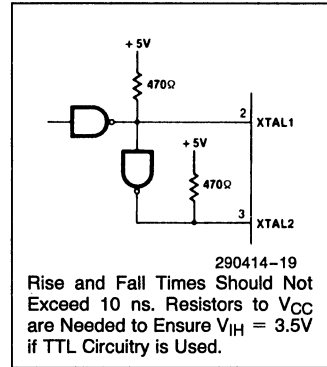 + 5V
470Ω
2
XTAL1
+ 5V
470Ω
3
XTAL2
290414-19
Rise and Fall Times Should Not
Exceed 10 ns. Resistors to VCC
are Needed to Ensure VIH = 3.5V
if TTL Circuitry is Used.